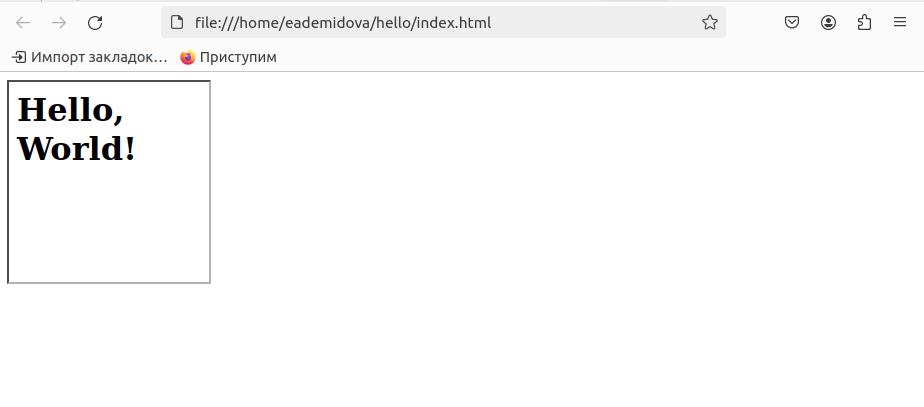 file:///home/eademidova/hello/index.html
Импорт закладок… Приступим
Hello,
World!